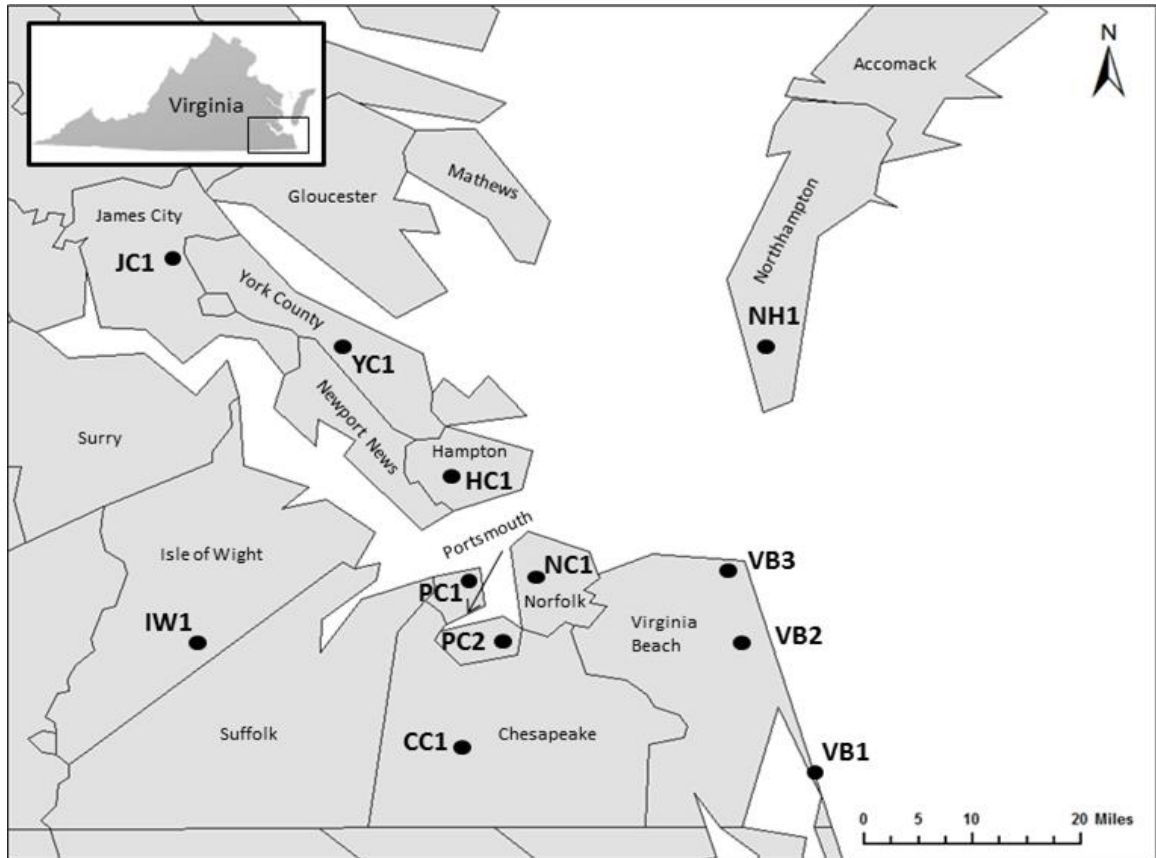 N
Accomack
Virginia
Mathews
Gloucester
James City
JC1
Northhampton
York County
NH1
YC1
Newport News
Surry
Hampton
HC1
Portsmouth
Isle of Wight
NC1
VB3
PC1
Norfolk
IW1
PC2
Virginia
Beach
VB2
Suffolk
Chesapeake
CC1
VB1
0 5 10 20 Miles